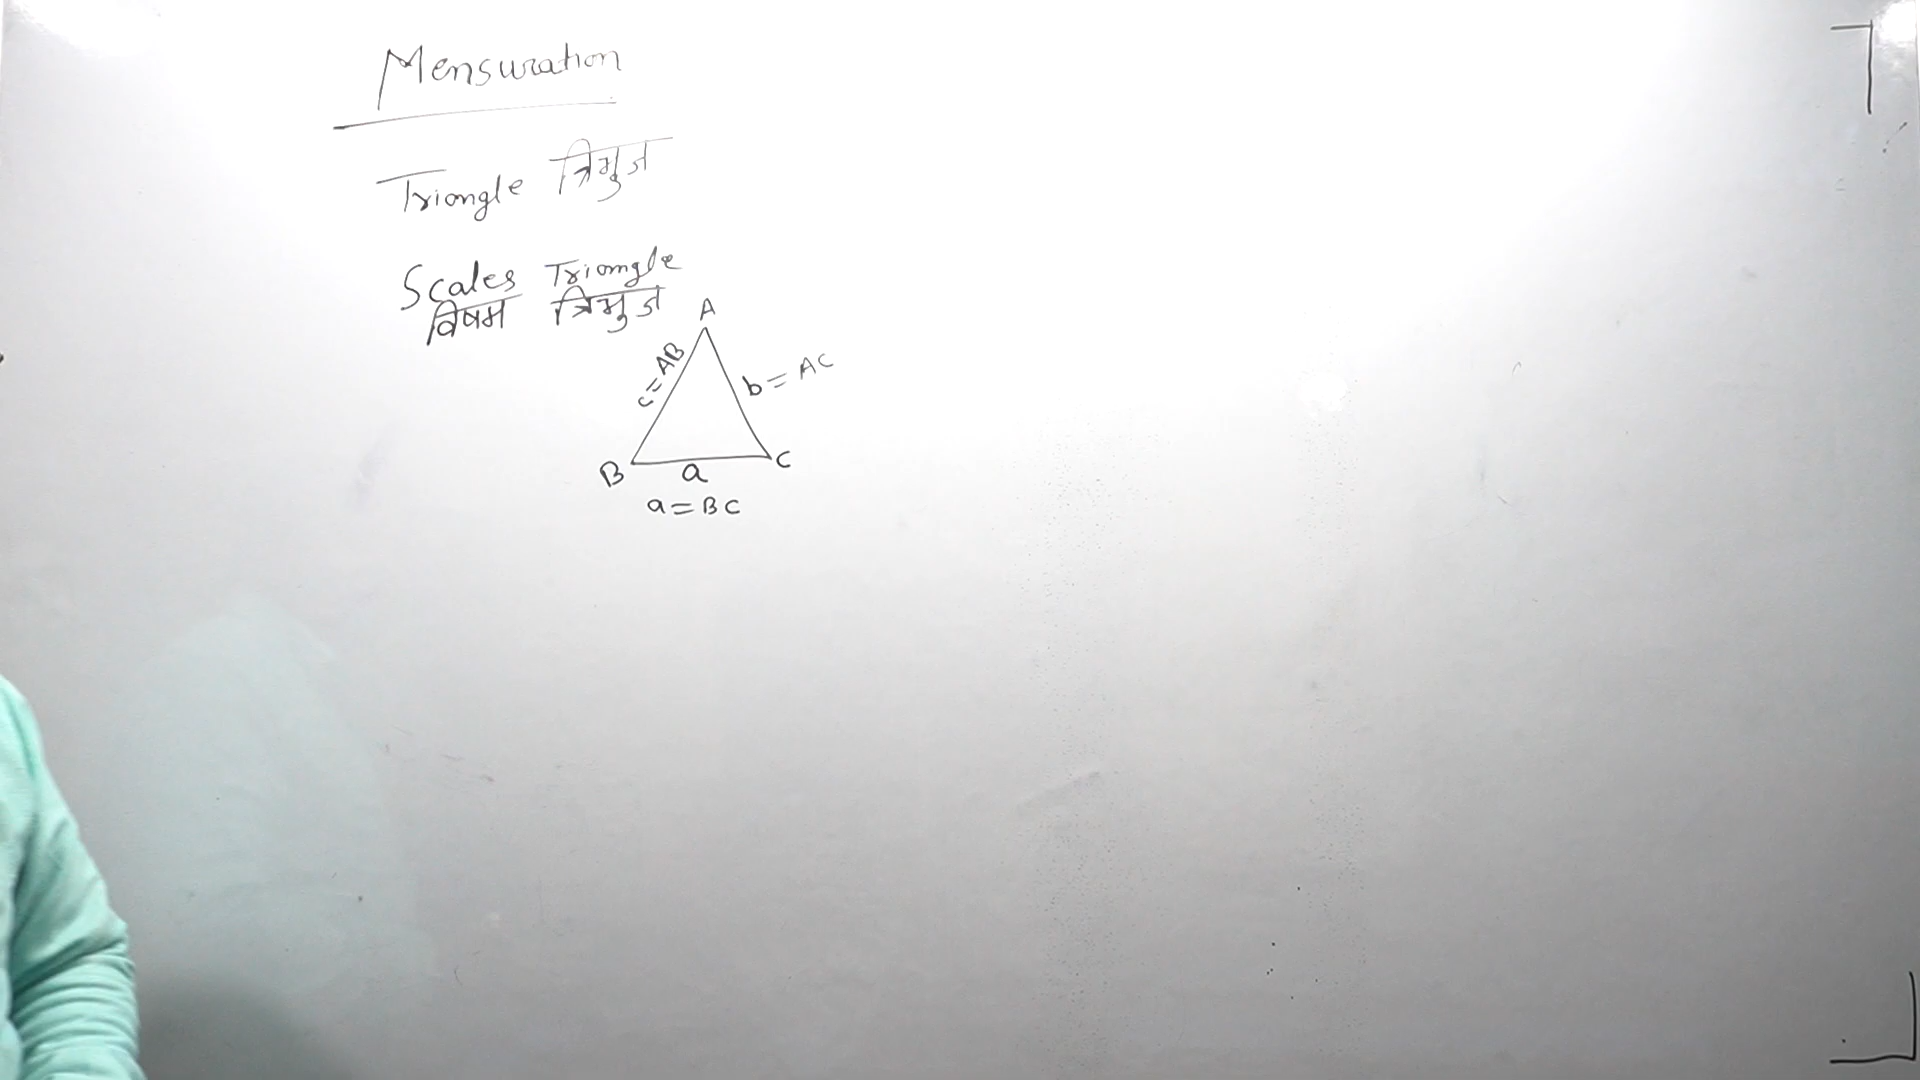 Mensuration
Triangle त्रिभुज
Scales Triangle
विषम त्रिभुज
A
c = AB
b = AC
B
a
C
a = BC